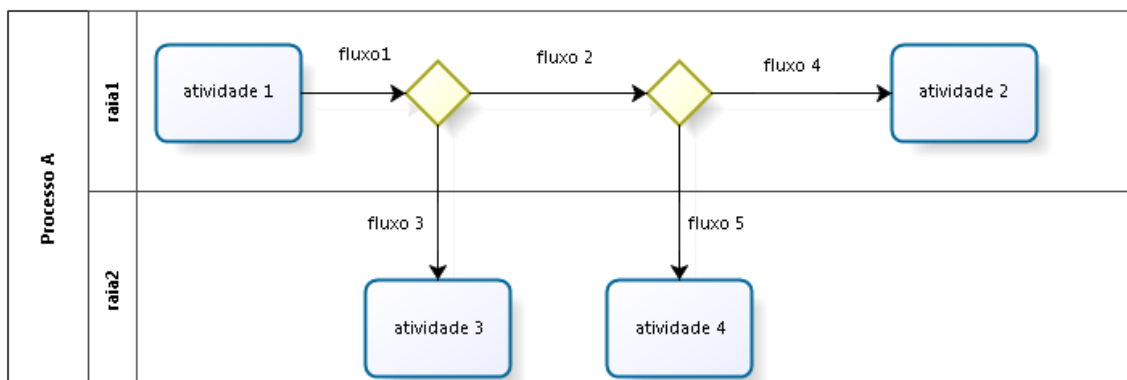 Processo A
raia1
atividade 1
fluxo1
fluxo 2
fluxo 4
atividade 2
raia2
fluxo 3
fluxo 5
atividade 3
atividade 4